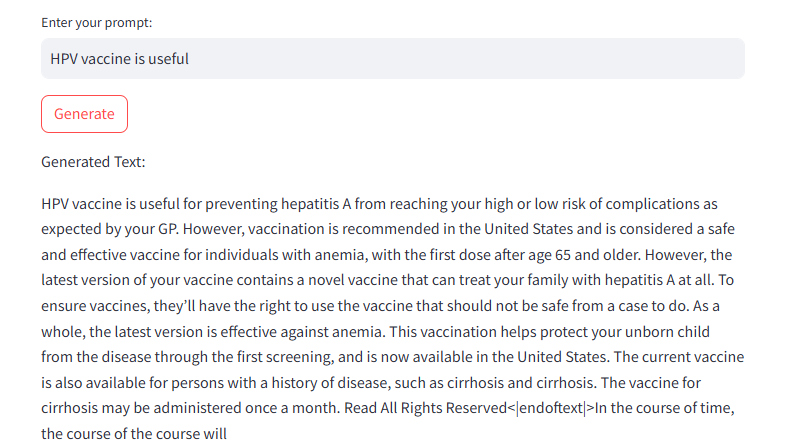 Enter your prompt:
HPV vaccine is useful
Generate
Generated Text:
HPV vaccine is useful for preventing hepatitis A from reaching your high or low risk of complications as
expected by your GP. However, vaccination is recommended in the United States and is considered a safe
and effective vaccine for individuals with anemia, with the first dose after age 65 and older. However, the
latest version of your vaccine contains a novel vaccine that can treat your family with hepatitis A at all. To
ensure vaccines, they’ll have the right to use the vaccine that should not be safe from a case to do. As a
whole, the latest version is effective against anemia. This vaccination helps protect your unborn child
from the disease through the first screening, and is now available in the United States. The current vaccine
is also available for persons with a history of disease, such as cirrhosis and cirrhosis. The vaccine for
cirrhosis may be administered once a month. Read All Rights Reserved<|endoftext|>In the course of time,
the course of the course will